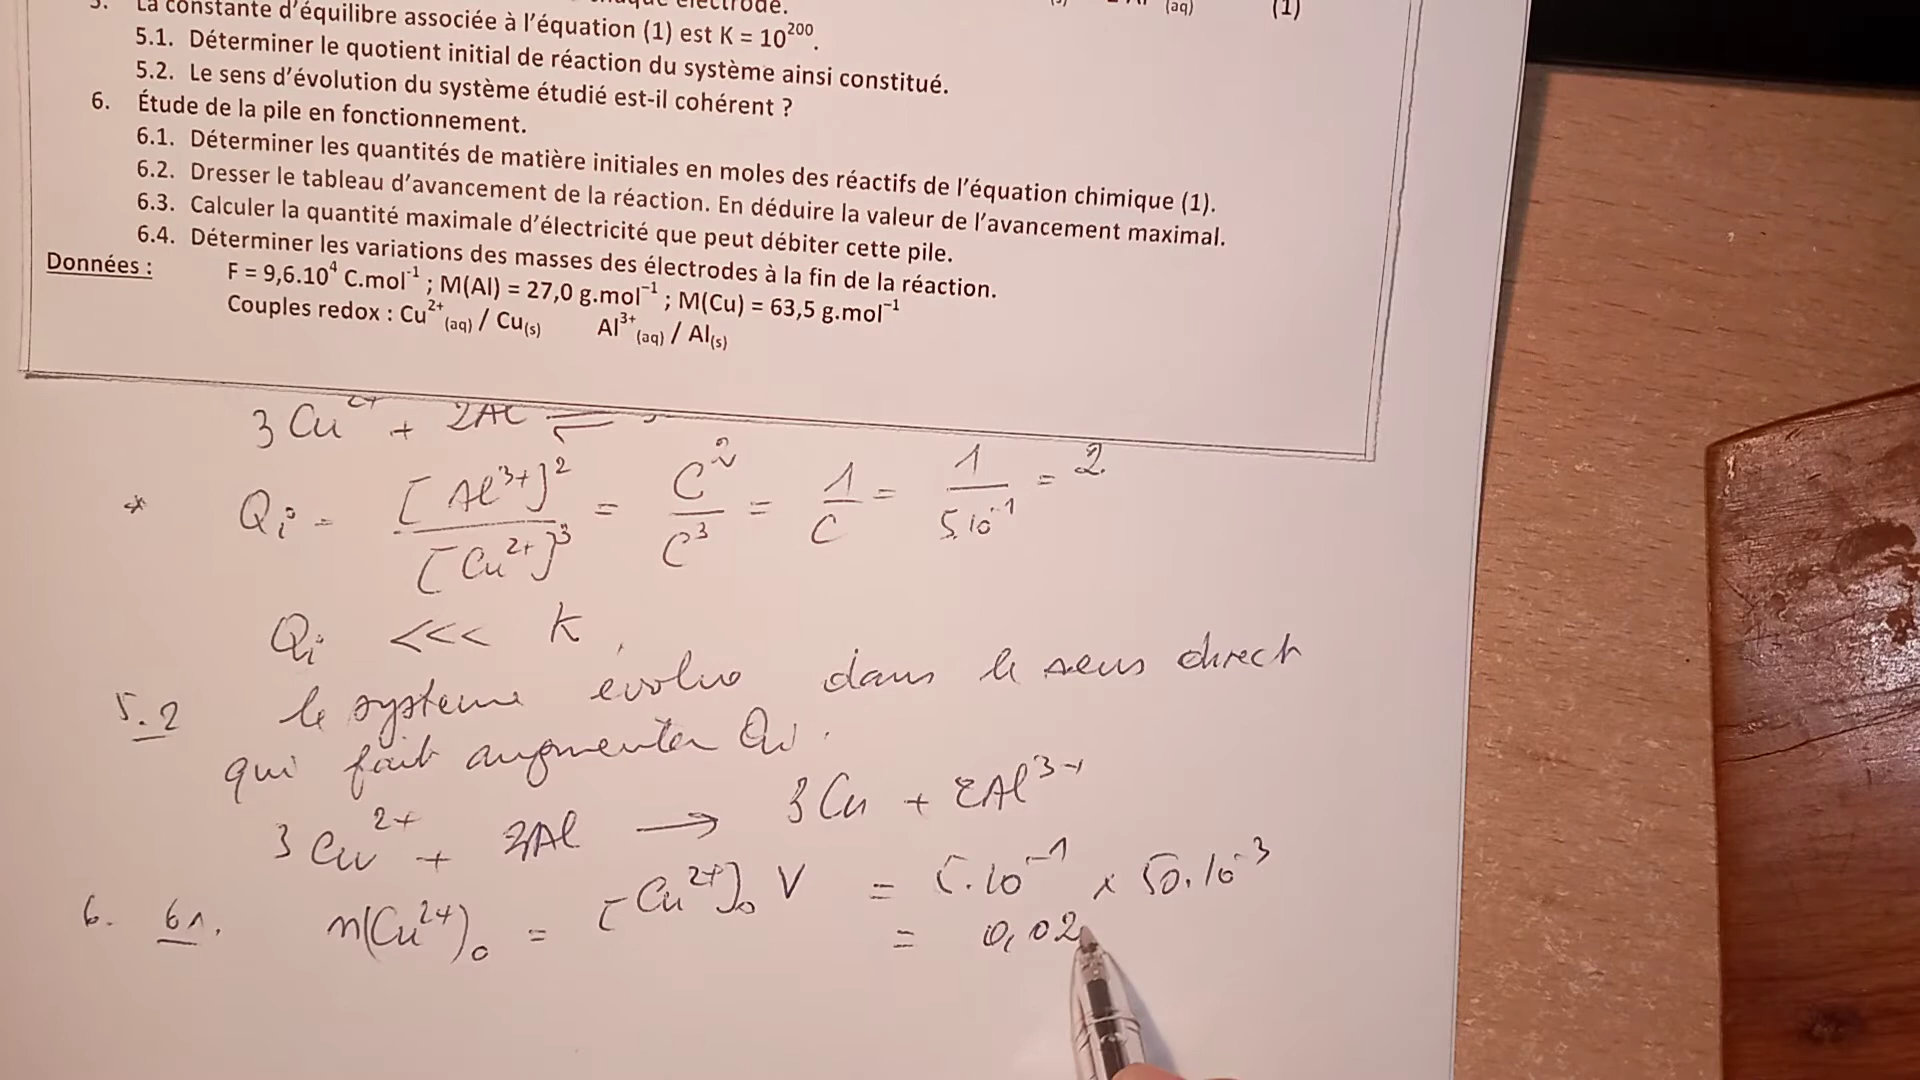 électrode.
(aq) (1)
La constante d'équilibre associée à l'équation (1) est K = 10²⁰⁰.
5.1. Déterminer le quotient initial de réaction du système ainsi constitué.
5.2. Le sens d'évolution du système étudié est-il cohérent ?
6. Étude de la pile en fonctionnement.
6.1. Déterminer les quantités de matière initiales en moles des réactifs de l'équation chimique (1).
6.2. Dresser le tableau d'avancement de la réaction. En déduire la valeur de l'avancement maximal.
6.3. Calculer la quantité maximale d'électricité que peut débiter cette pile.
6.4. Déterminer les variations des masses des électrodes à la fin de la réaction.
Données : F = 9,6.10⁴ C.mol⁻¹ ; M(Al) = 27,0 g.mol⁻¹ ; M(Cu) = 63,5 g.mol⁻¹
Couples redox : Cu²⁺(aq) / Cu(s) Al³⁺(aq) / Al(s)
3 Cu²⁺ + 2Al ⇌
* Qi = [Al³⁺]² / [Cu²⁺]³ = C² / C³ = 1 / C = 1 / 5.10⁻¹ = 2
Qi <<< K,
5.2 le système évolue dans le sens direct
qui fait augmenter Qi.
3 Cu²⁺ + 2Al → 3 Cu + 2Al³⁺
6. 61. n(Cu²⁺)₀ = [Cu²⁺]₀ V = 5.10⁻¹ x 50.10⁻³
= 0,02